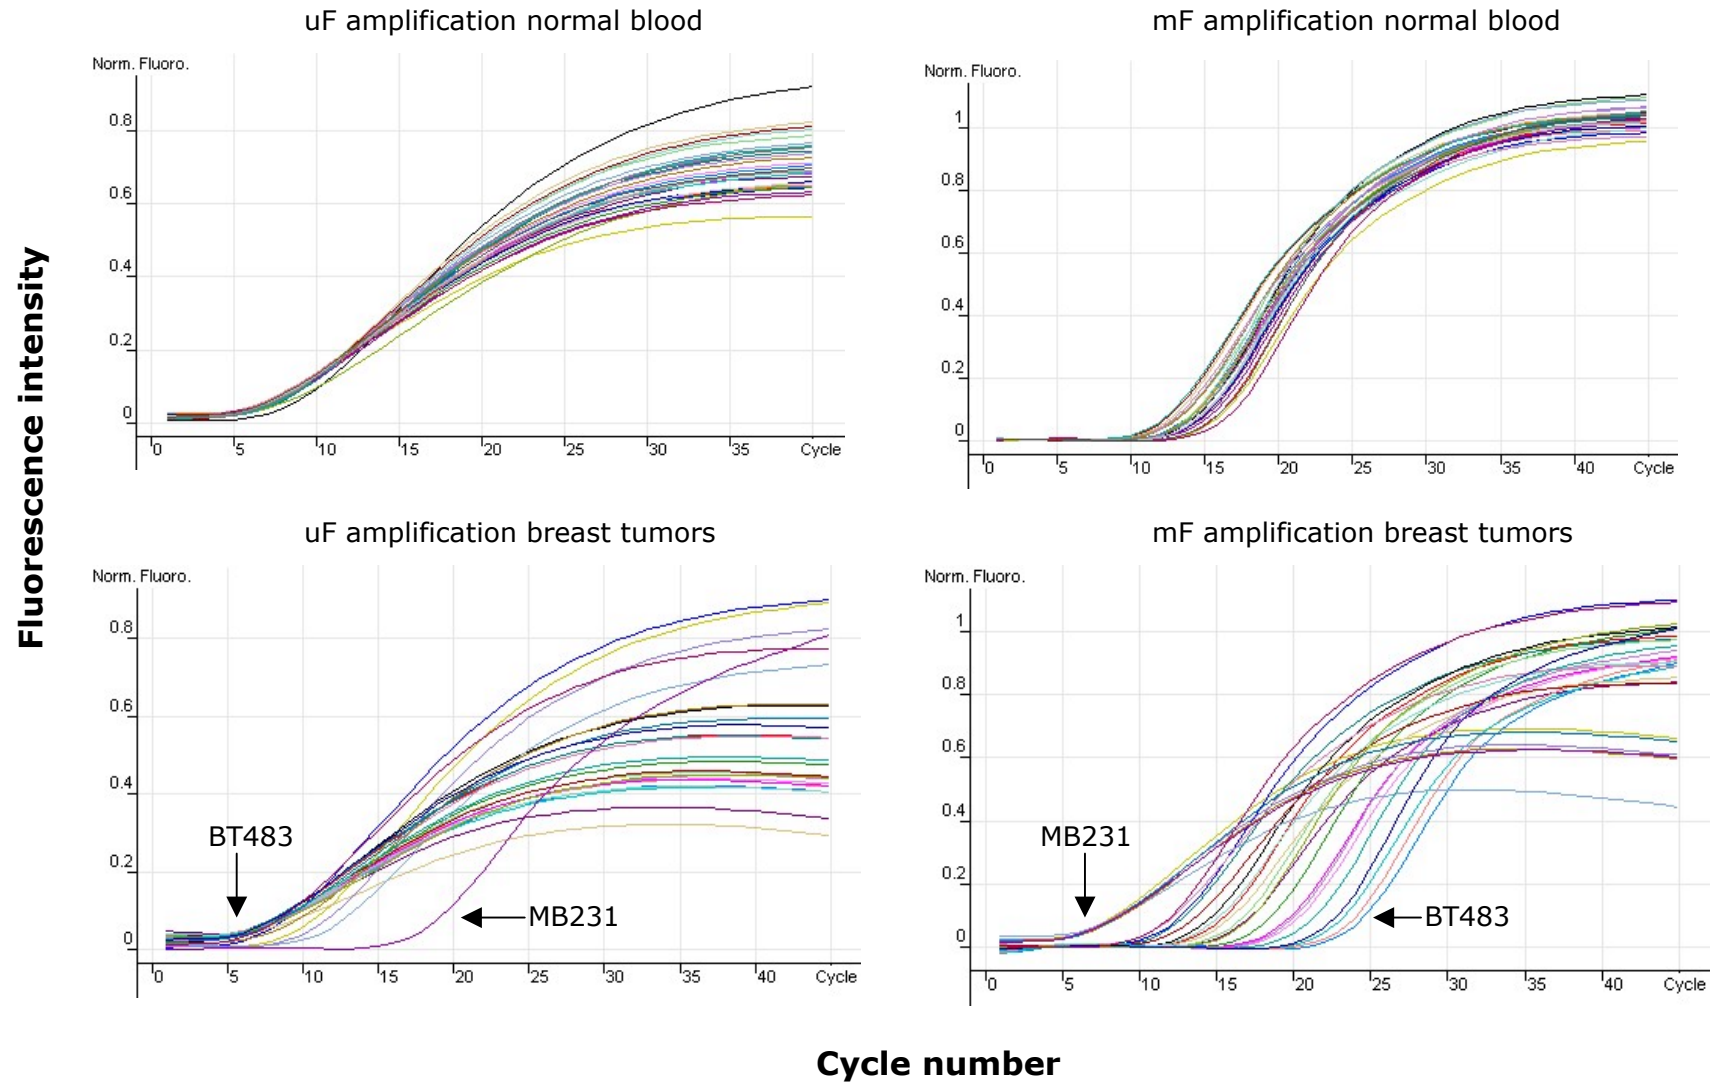 uF amplification normal blood
Norm. Fluoro.
0.8
0.6
0.4
0.2
0
0 5 10 15 20 25 30 35 Cycle
mF amplification normal blood
Norm. Fluoro.
1
0.8
0.6
0.4
0.2
0
0 5 10 15 20 25 30 35 40 Cycle
Fluorescence intensity
uF amplification breast tumors
Norm. Fluoro.
0.8
0.6
0.4
0.2
0
BT483
MB231
0 5 10 15 20 25 30 35 40 Cycle
mF amplification breast tumors
Norm. Fluoro.
1
0.8
0.6
0.4
0.2
0
MB231
BT483
0 5 10 15 20 25 30 35 40 Cycle
Cycle number